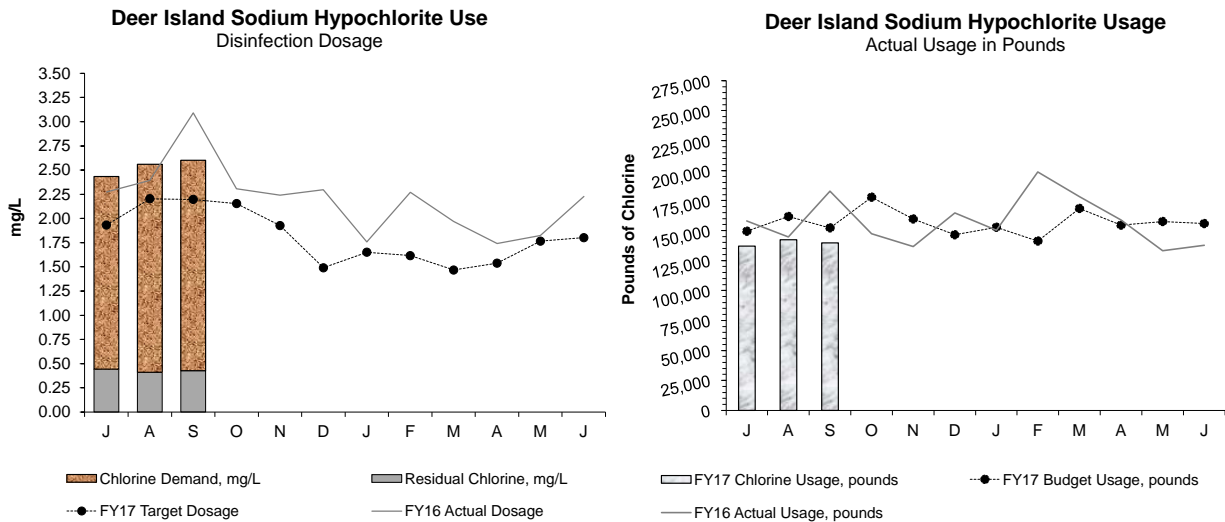 Deer Island Sodium Hypochlorite Use
Disinfection Dosage
3.50
3.25
3.00
2.75
2.50
2.25
2.00
1.75
1.50
1.25
1.00
0.75
0.50
0.25
0.00
mg/L
J A S O N D J F M A M J
Chlorine Demand, mg/L Residual Chlorine, mg/L
FY17 Target Dosage FY16 Actual Dosage
Deer Island Sodium Hypochlorite Usage
Actual Usage in Pounds
275,000
250,000
225,000
200,000
175,000
150,000
125,000
100,000
75,000
50,000
25,000
0
Pounds of Chlorine
J A S O N D J F M A M J
FY17 Chlorine Usage, pounds FY17 Budget Usage, pounds
FY16 Actual Usage, pounds